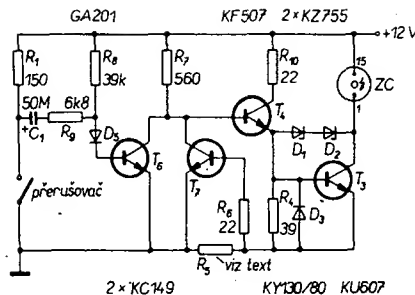 GA201 KF507 2×KZ755
+12 V
R1 150
R8 39k
R7 560
R10 22
15
ZC
1
50M
+C1
6k8
R9
D5
T4
D1 D2
T6
T7
T3
přerušovač
R6 22
R4 39
D3
R5
viz text
2×KC149 KY130/80 KU607